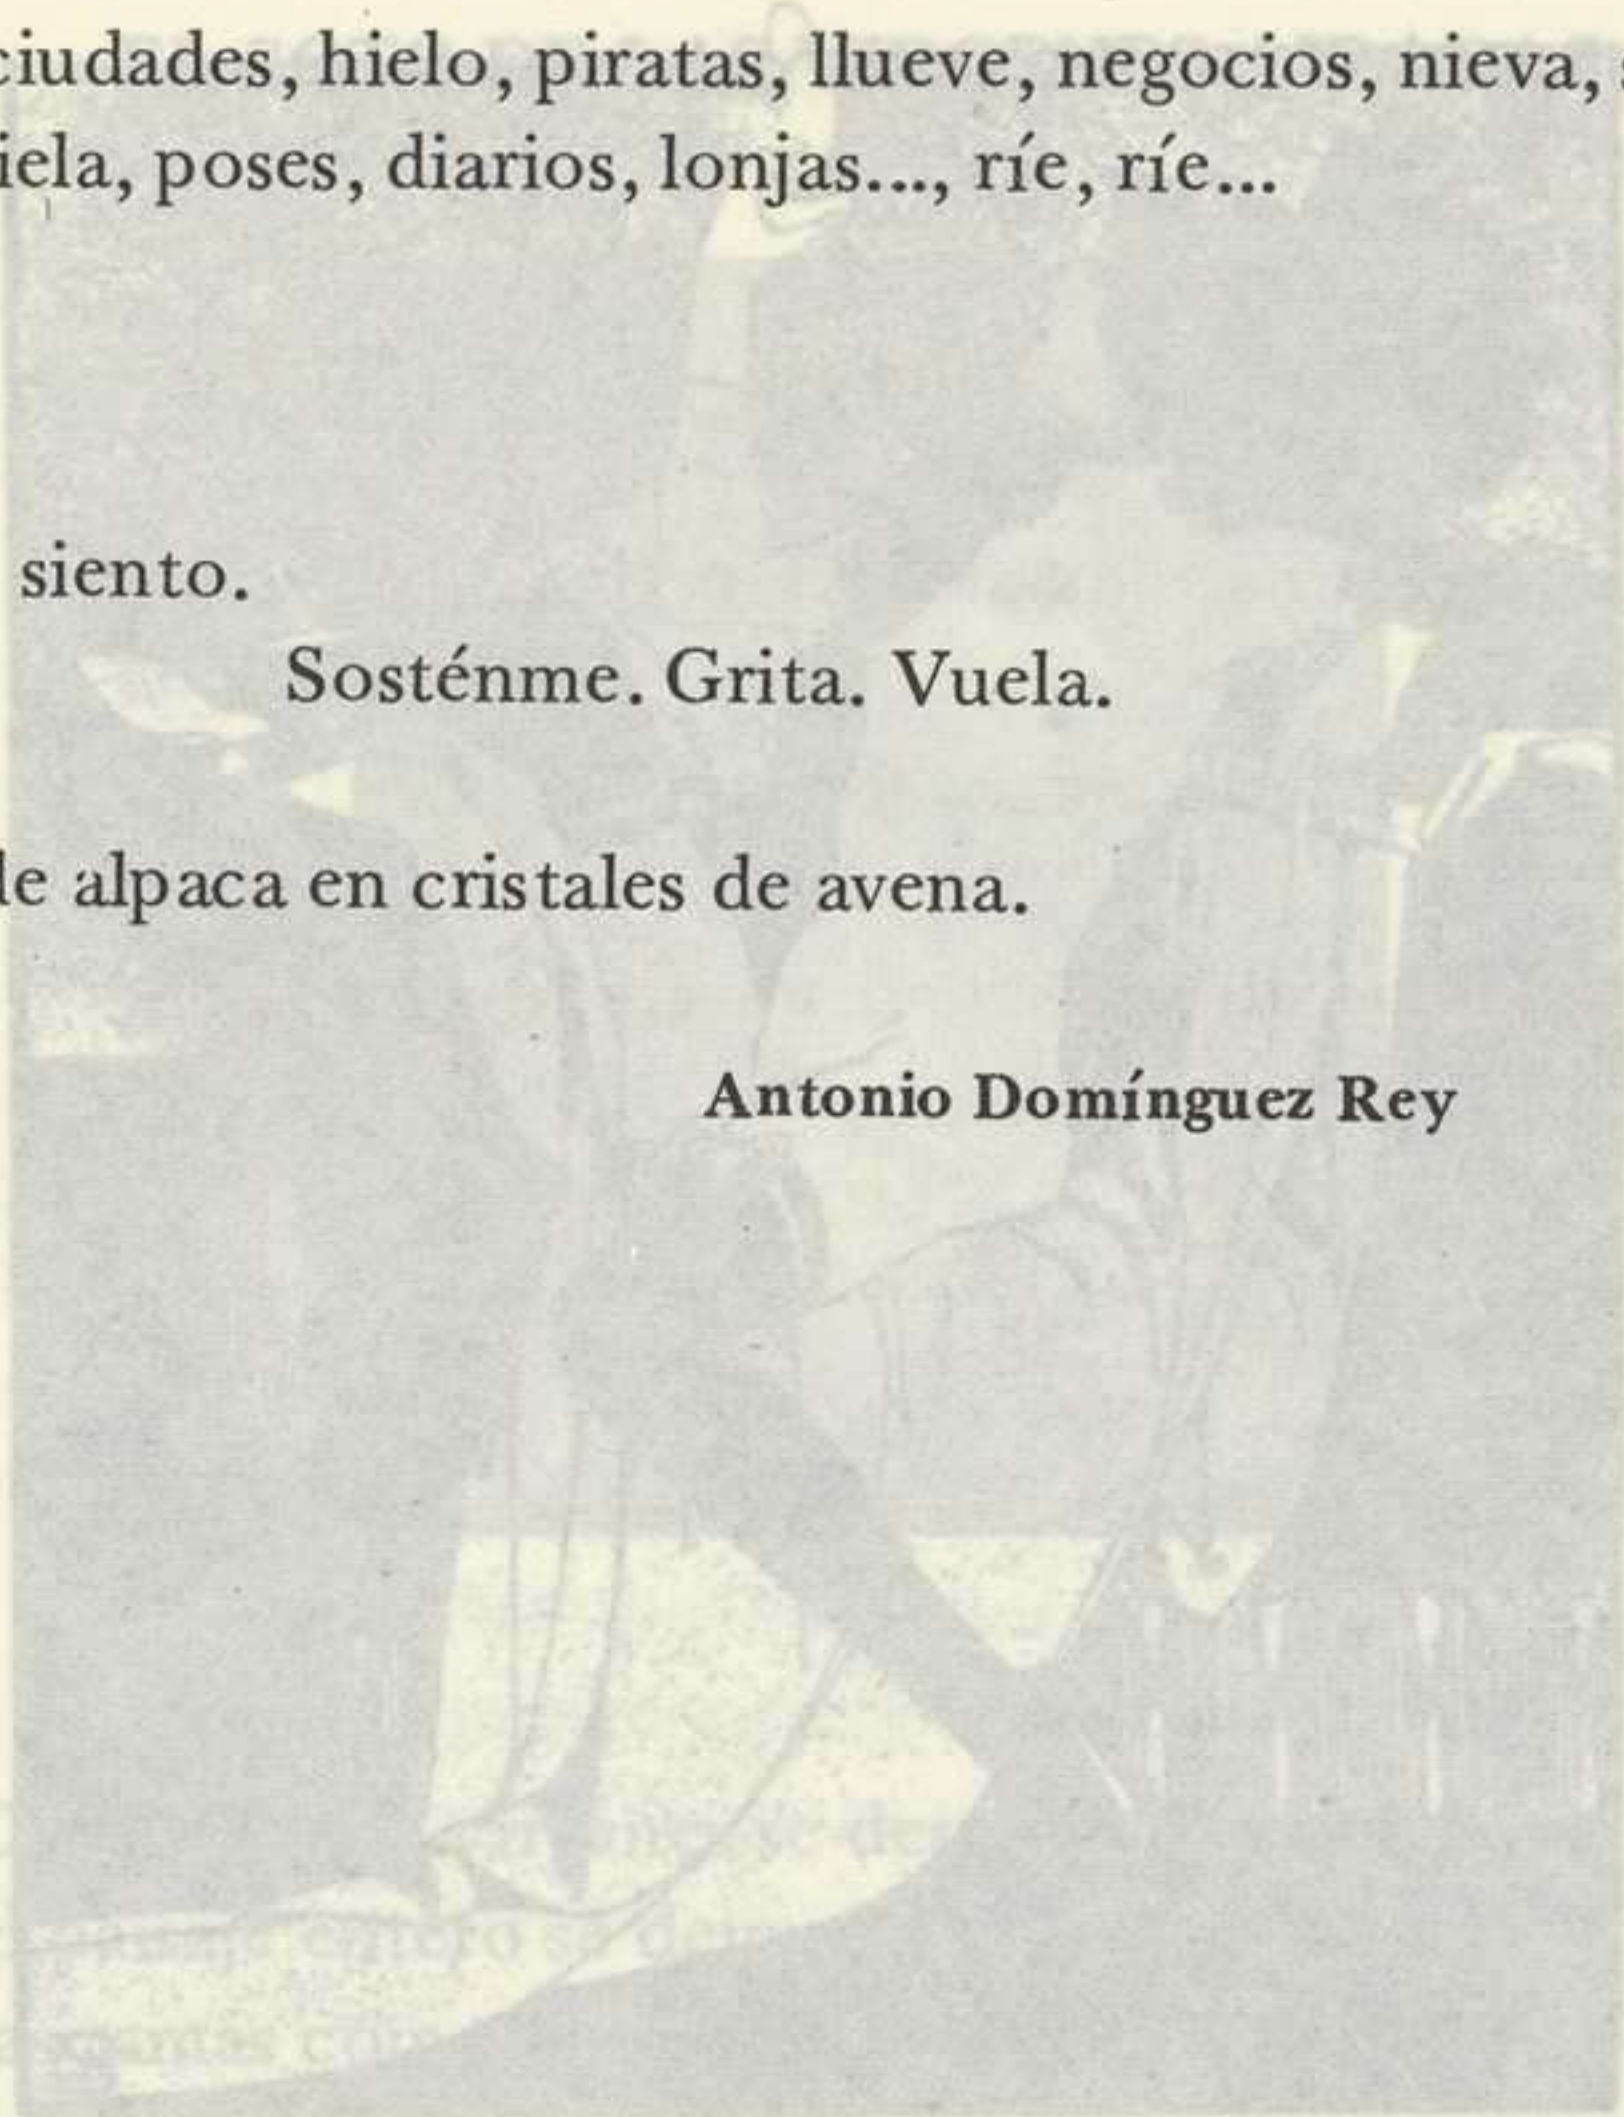 ciudades, hielo, piratas, llueve, negocios, nieva,
iela, poses, diarios, lonjas..., ríe, ríe...
siento.
Sosténme. Grita. Vuela.
de alpaca en cristales de avena.
Antonio Domínguez Rey